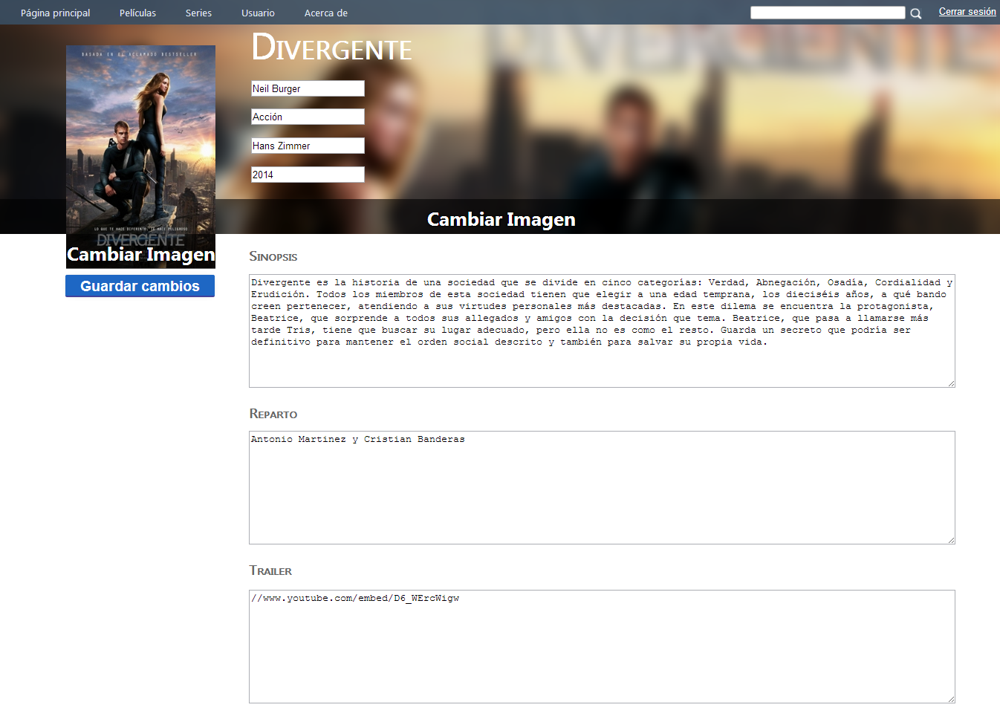 Página principal Películas Series Usuario Acerca de Cerrar sesión
DIVERGENTE
BASADA EN EL ACLAMADO BESTSELLER
Neil Burger
Acción
Hans Zimmer
2014
Cambiar Imagen
LO QUE TE HACE DIFERENTE, TE HACE PELIGROSO
DIVERGENTE
Cambiar Imagen
Guardar cambios
SINOPSIS
Divergente es la historia de una sociedad que se divide en cinco categorías: Verdad, Abnegación, Osadía, Cordialidad y
Erudición. Todos los miembros de esta sociedad tienen que elegir a una edad temprana, los dieciséis años, a qué bando
creen pertenecer, atendiendo a sus virtudes personales más destacadas. En este dilema se encuentra la protagonista,
Beatrice, que sorprende a todos sus allegados y amigos con la decisión que tema. Beatrice, que pasa a llamarse más
tarde Tris, tiene que buscar su lugar adecuado, pero ella no es como el resto. Guarda un secreto que podría ser
definitivo para mantener el orden social descrito y también para salvar su propia vida.
REPARTO
Antonio Martinez y Cristian Banderas
TRAILER
//www.youtube.com/embed/D6_WErcWigw